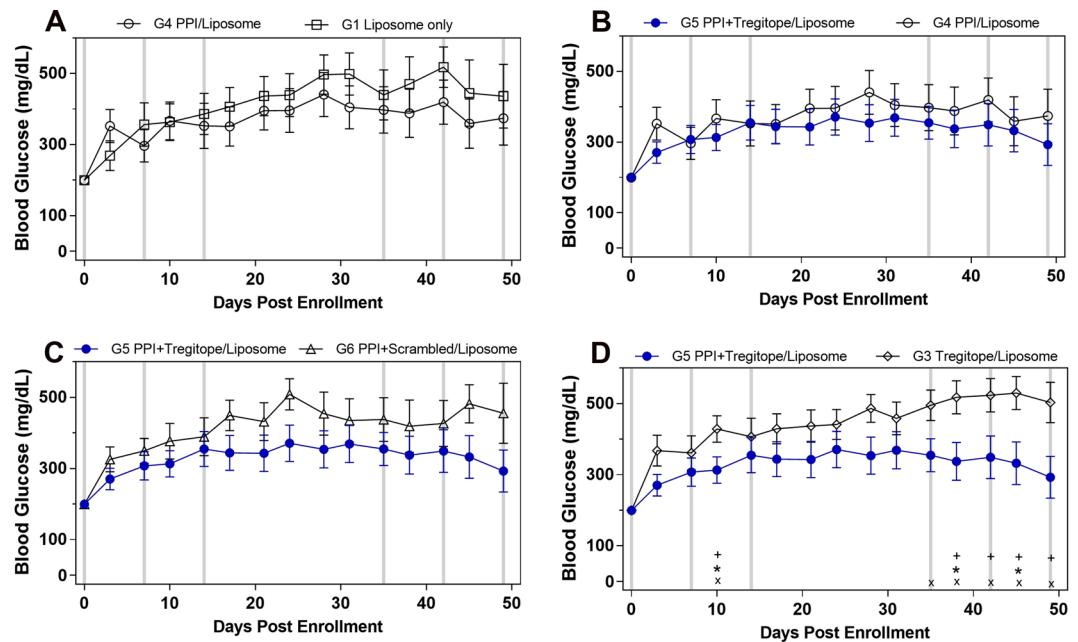 A
G4 PPI/Liposome
G1 Liposome only
Blood Glucose (mg/dL)
500
300
100
0
0 10 20 30 40 50
Days Post Enrollment
B
G5 PPI+Tregitope/Liposome
G4 PPI/Liposome
Blood Glucose (mg/dL)
500
300
100
0
0 10 20 30 40 50
Days Post Enrollment
C
G5 PPI+Tregitope/Liposome
G6 PPI+Scrambled/Liposome
Blood Glucose (mg/dL)
500
300
100
0
0 10 20 30 40 50
Days Post Enrollment
D
G5 PPI+Tregitope/Liposome
G3 Tregitope/Liposome
Blood Glucose (mg/dL)
500
300
100
0
+ + + + +
* * *
x x x x x x
0 10 20 30 40 50
Days Post Enrollment